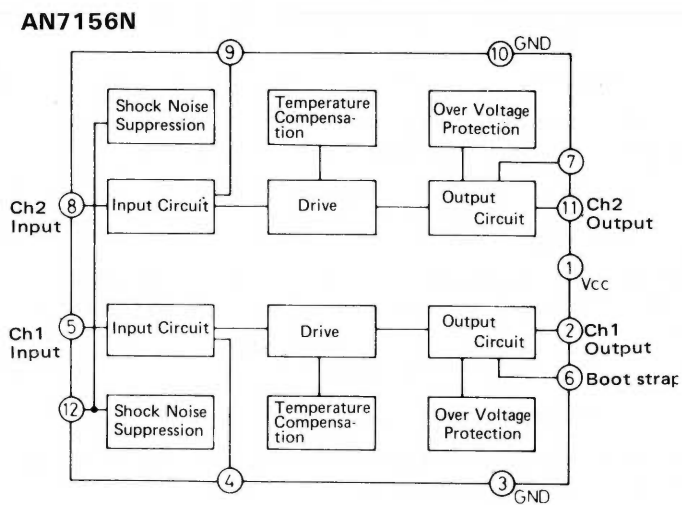 AN7156N
9
10 GND
Shock Noise
Suppression
Temperature
Compensa-
tion
Over Voltage
Protection
7
Ch2
Input
8
Input Circuit
Drive
Output
Circuit
11
Ch2
Output
1
Vcc
Ch1
Input
5
Input Circuit
Drive
Output
Circuit
2
Ch1
Output
6 Boot strap
12
Shock Noise
Suppression
Temperature
Compensa-
tion
Over Voltage
Protection
4
3 GND